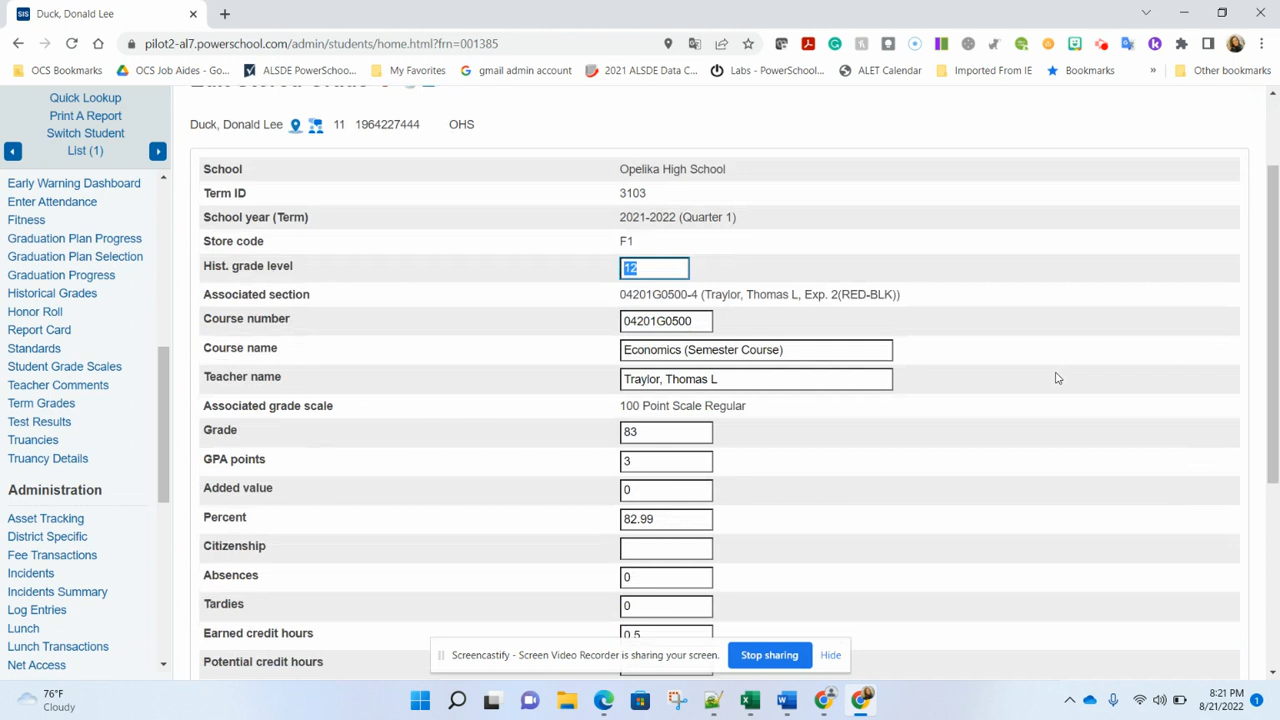 SIS Duck, Donald Lee
pilot2-al7.powerschool.com/admin/students/home.html?frn=001385
OCS Bookmarks
OCS Job Aides - Go...
ALSDE PowerSchool...
My Favorites
gmail admin account
2021 ALSDE Data C...
Labs - PowerSchool...
ALET Calendar
Imported From IE
Bookmarks
»
Other bookmarks
Quick Lookup
Print A Report
Switch Student
List (1)
Early Warning Dashboard
Enter Attendance
Fitness
Graduation Plan Progress
Graduation Plan Selection
Graduation Progress
Historical Grades
Honor Roll
Report Card
Standards
Student Grade Scales
Teacher Comments
Term Grades
Test Results
Truancies
Truancy Details
Administration
Asset Tracking
District Specific
Fee Transactions
Incidents
Incidents Summary
Log Entries
Lunch
Lunch Transactions
Net Access
Duck, Donald Lee 11 1964227444 OHS
School Opelika High School
Term ID 3103
School year (Term) 2021-2022 (Quarter 1)
Store code F1
Hist. grade level 12
Associated section 04201G0500-4 (Traylor, Thomas L, Exp. 2(RED-BLK))
Course number 04201G0500
Course name Economics (Semester Course)
Teacher name Traylor, Thomas L
Associated grade scale 100 Point Scale Regular
Grade 83
GPA points 3
Added value 0
Percent 82.99
Citizenship
Absences 0
Tardies 0
Earned credit hours 0.5
Potential credit hours
Screencastify - Screen Video Recorder is sharing your screen. Stop sharing Hide
76°F
Cloudy
8:21 PM
8/21/2022